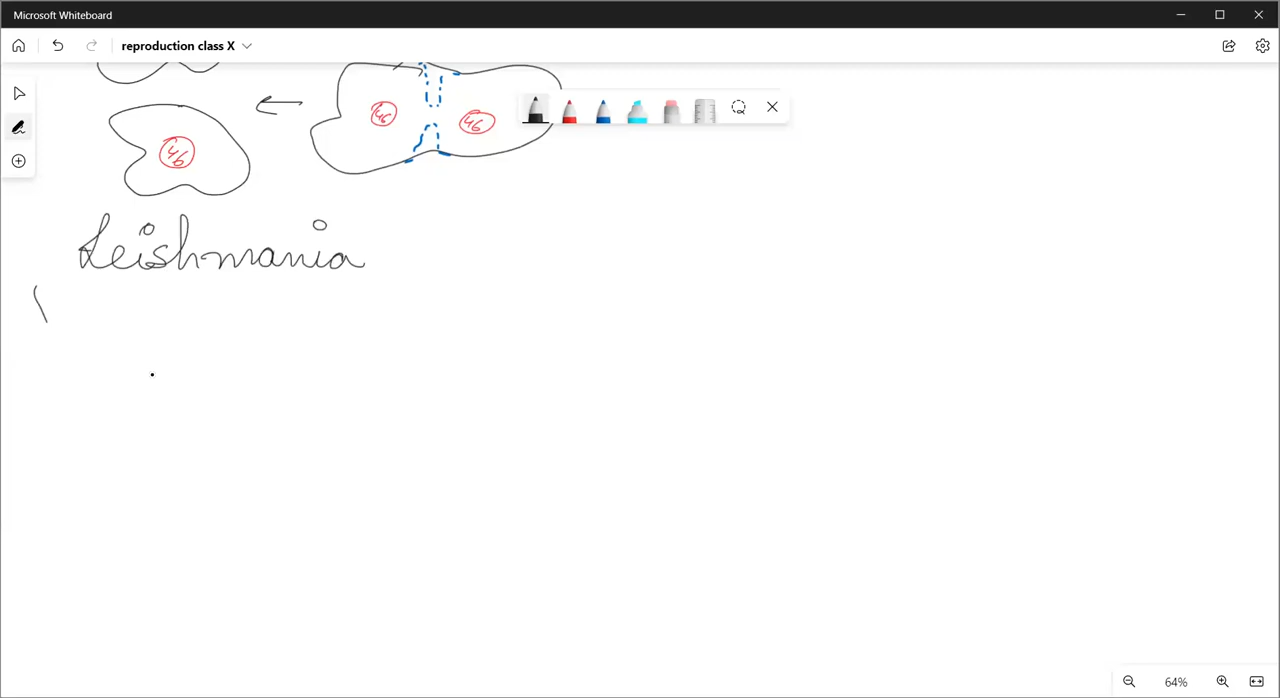 Microsoft Whiteboard
reproduction class X
46 46
46
Leishmania
64%